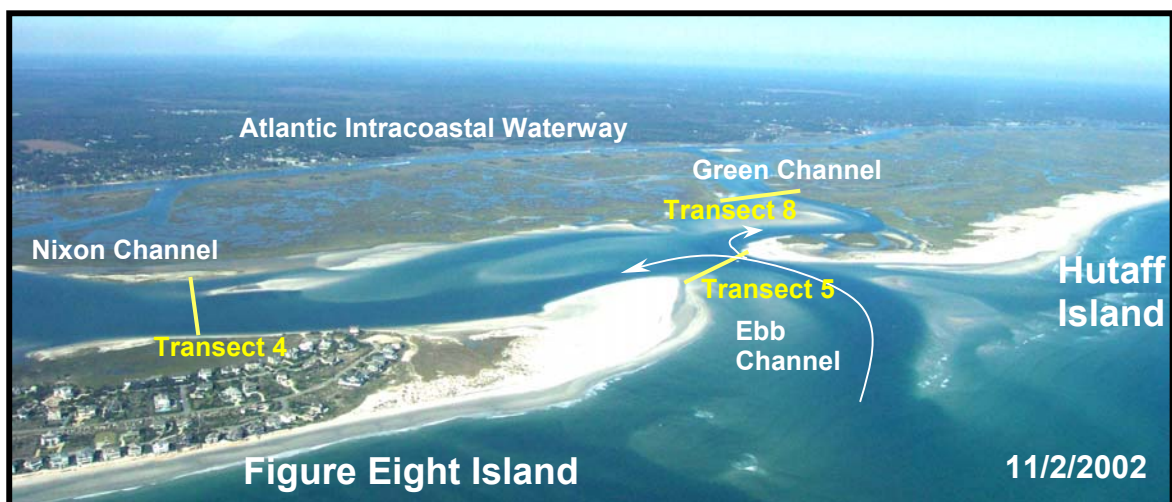 Atlantic Intracoastal Waterway
Green Channel
Transect 8
Nixon Channel
Hutaff
Island
Transect 5
Ebb
Channel
Transect 4
Figure Eight Island
11/2/2002